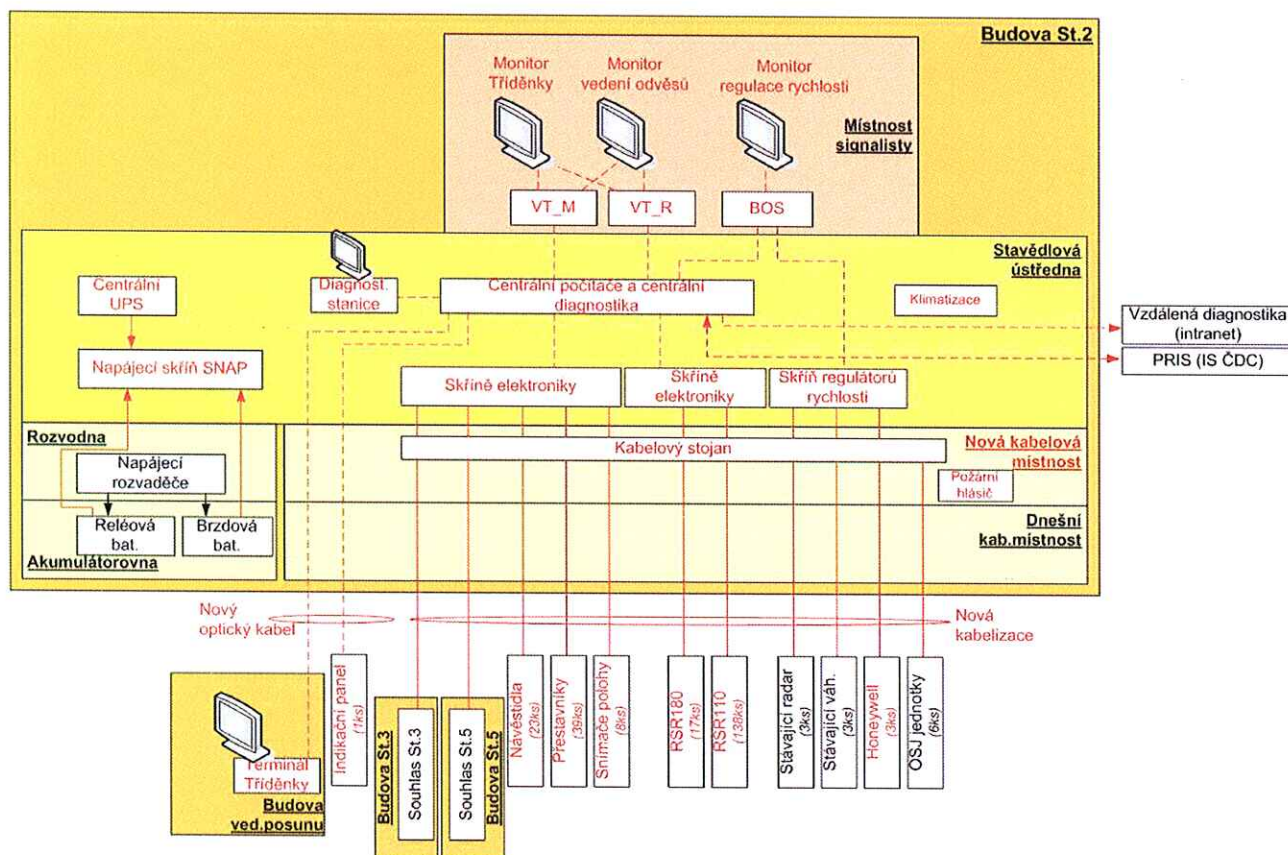 Budova St.2
Monitor
Tříděnky
Monitor
vedení odvěsů
Monitor
regulace rychlosti
Místnost
signalisty
VT_M
VT_R
BOS
Stavědlová
ústředna
Centrální
UPS
Diagnost.
stanice
Centrální počítače a centrální
diagnostika
Klimatizace
Vzdálená diagnostika
(intranet)
PRIS (IS ČDC)
Napájecí skříň SNAP
Skříně elektroniky
Skříně
elektroniky
Skříň regulátorů
rychlosti
Rozvodna
Napájecí
rozvaděče
Kabelový stojan
Nová kabelová
místnost
Požární
hlásič
Reléová
bat.
Brzdová
bat.
Akumulátorovna
Dnešní
kab.místnost
Nový
optický kabel
Nová
kabelizace
Terminál
Tříděnky
Budova
ved.posunu
Indikační panel
(1ks)
Budova St.3
Souhlas St.3
Souhlas St.5
Budova St.5
Návěstidla
(23ks)
Přestavníky
(39ks)
Snímače polohy
(8ks)
RSR180
(17ks)
RSR110
(138ks)
Stávající radar
(3ks)
Stávající váh.
(3ks)
Honeywell
(3ks)
OSJ jednotky
(6ks)